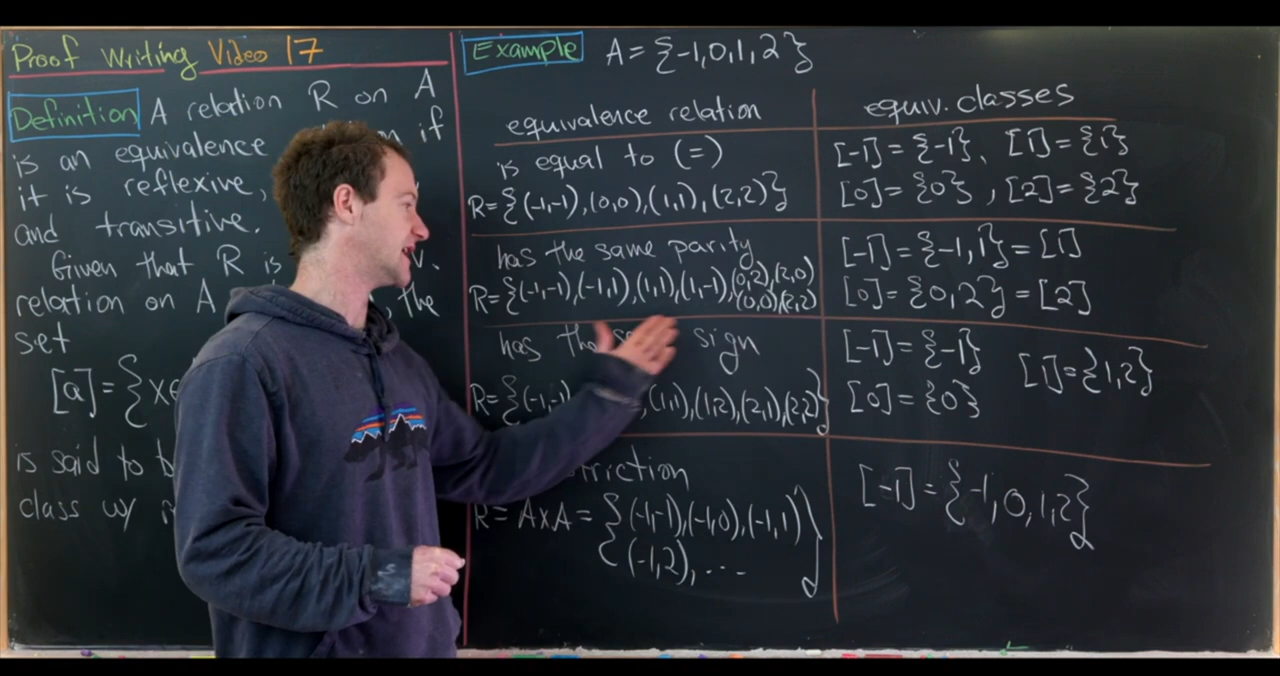 Proof Writing Video 17
Definition A relation R on A
is an equivalence if
it is reflexive,
and transitive.
Given that R is
relation on A the
set
[a]={x∈
is said to b
class w/
Example A={-1,0,1,2}
equivalence relation
equiv. classes
is equal to (=)
R={(-1,-1),(0,0),(1,1),(2,2)}
[-1]={-1}, [1]={1}
[0]={0}, [2]={2}
has the same parity
R={(-1,-1),(-1,1),(1,1),(1,-1),(0,2),(2,0)
(0,0),(2,2)
[-1]={-1,1}=[1]
[0]={0,2}=[2]
has the sign
R={(-1,-1) ,(1,1),(1,2),(2,1),(2,2)}
[-1]={-1}
[0]={0}
[1]={1,2}
riction
R=A×A={(-1,-1),(-1,0),(-1,1)
(-1,2),...}
[-1]={-1,0,1,2}